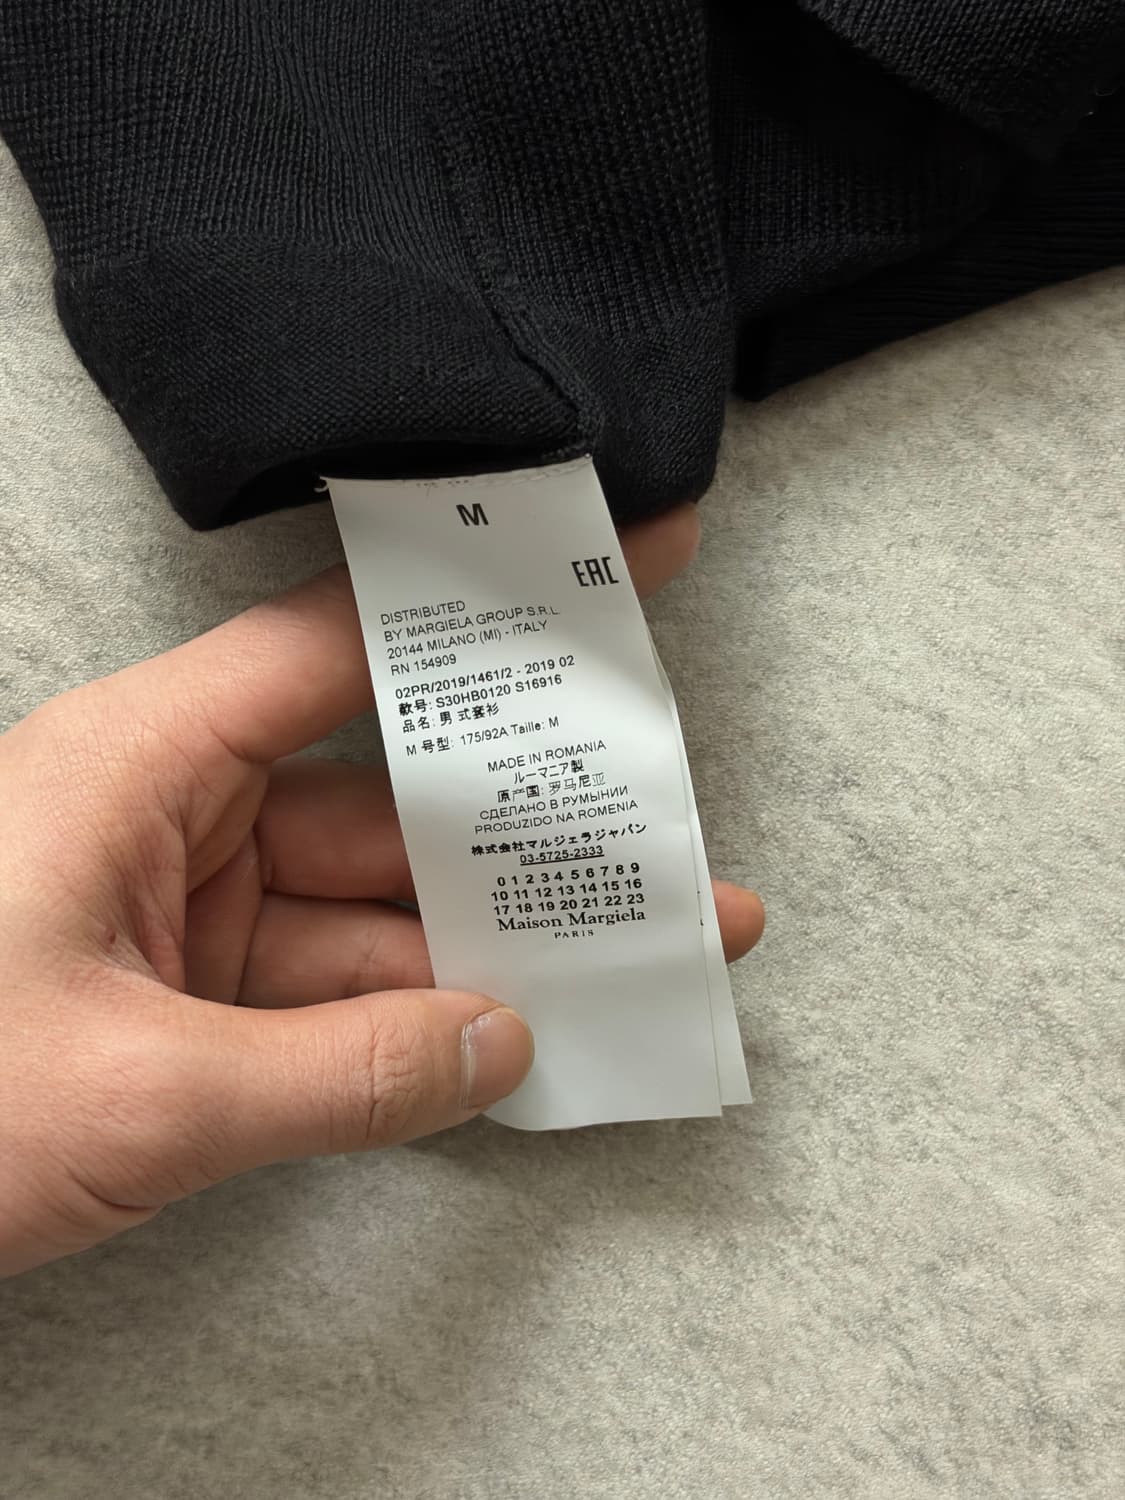 M
EAC
DISTRIBUTED
BY MARGIELA GROUP S.R.L.
20144 MILANO (MI) - ITALY
RN 154909
02PR/2019/1461/2 - 2019 02
款号: S30HB0120 S16916
品名: 男式套衫
M 号型: 175/92A Taille: M
MADE IN ROMANIA
ルーマニア製
原产国: 罗马尼亚
СДЕЛАНО В РУМЫНИИ
PRODUZIDO NA ROMENIA
株式会社マルジェラジャパン
03-5725-2333
0 1 2 3 4 5 6 7 8 9
10 11 12 13 14 15 16
17 18 19 20 21 22 23
Maison Margiela
PARIS